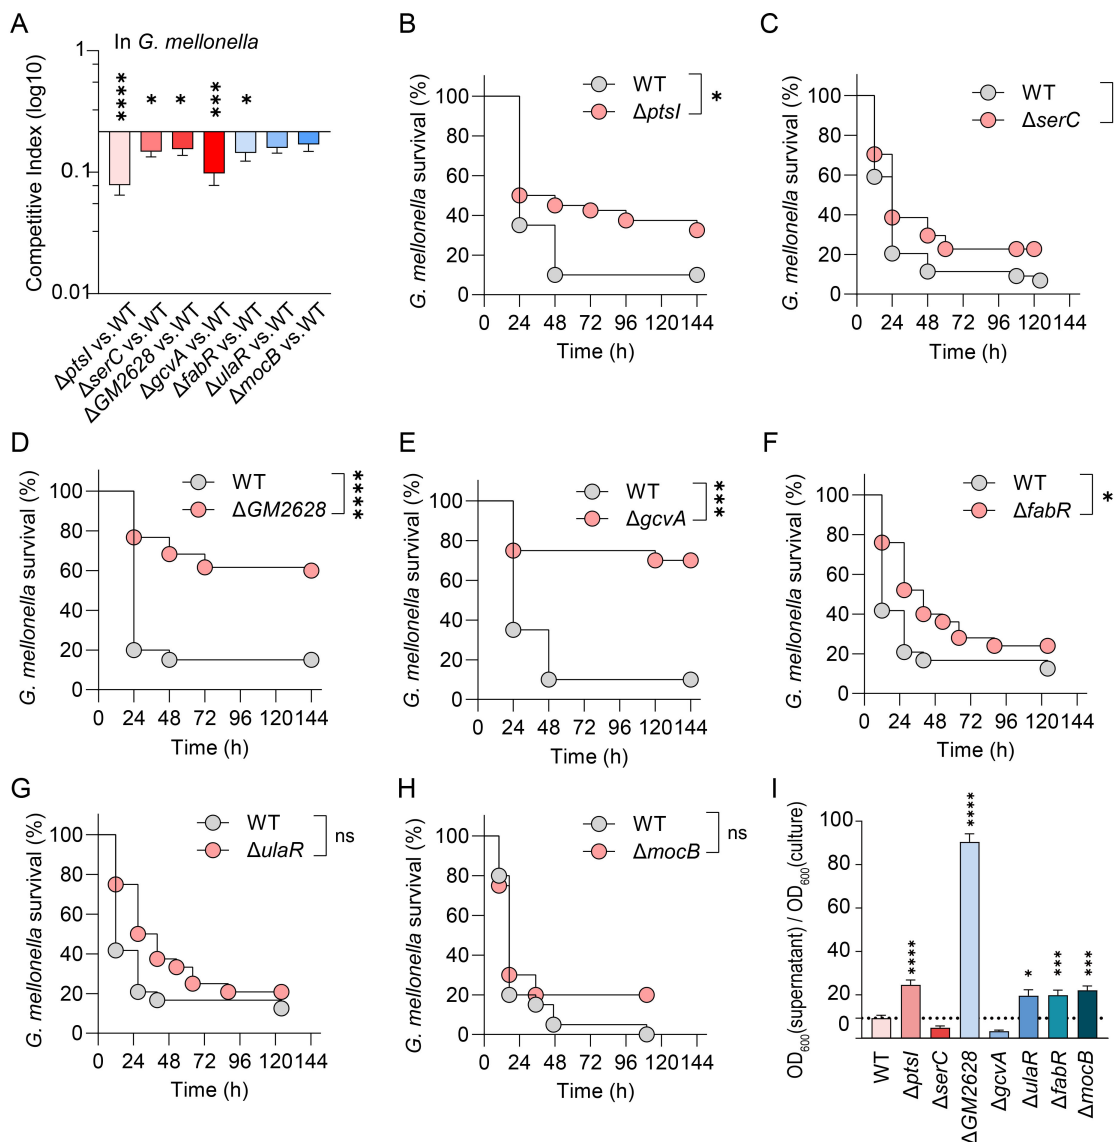 A
In G. mellonella
Competitive Index (log10)
1
0.1
0.01
****
*
*
***
*
ΔptsI vs.WT
ΔserC vs.WT
ΔGM2628 vs.WT
ΔgcvA vs.WT
ΔfabR vs.WT
ΔulaR vs.WT
ΔmocB vs.WT
B
WT
ΔptsI
*
G. mellonella survival (%)
100
80
60
40
20
0
0 24 48 72 96 120 144
Time (h)
C
WT
ΔserC
G. mellonella survival (%)
100
80
60
40
20
0
0 24 48 72 96 120 144
Time (h)
D
WT
ΔGM2628
****
G. mellonella survival (%)
100
80
60
40
20
0
0 24 48 72 96 120 144
Time (h)
E
WT
ΔgcvA
***
G. mellonella survival (%)
100
80
60
40
20
0
0 24 48 72 96 120 144
Time (h)
F
WT
ΔfabR
*
G. mellonella survival (%)
100
80
60
40
20
0
0 24 48 72 96 120 144
Time (h)
G
WT
ΔulaR
ns
G. mellonella survival (%)
100
80
60
40
20
0
0 24 48 72 96 120 144
Time (h)
H
WT
ΔmocB
ns
G. mellonella survival (%)
100
80
60
40
20
0
0 24 48 72 96 120 144
Time (h)
I
OD600(supernatant) / OD600(culture)
100
80
60
40
20
0
****
****
*
***
***
WT
ΔptsI
ΔserC
ΔGM2628
ΔgcvA
ΔulaR
ΔfabR
ΔmocB